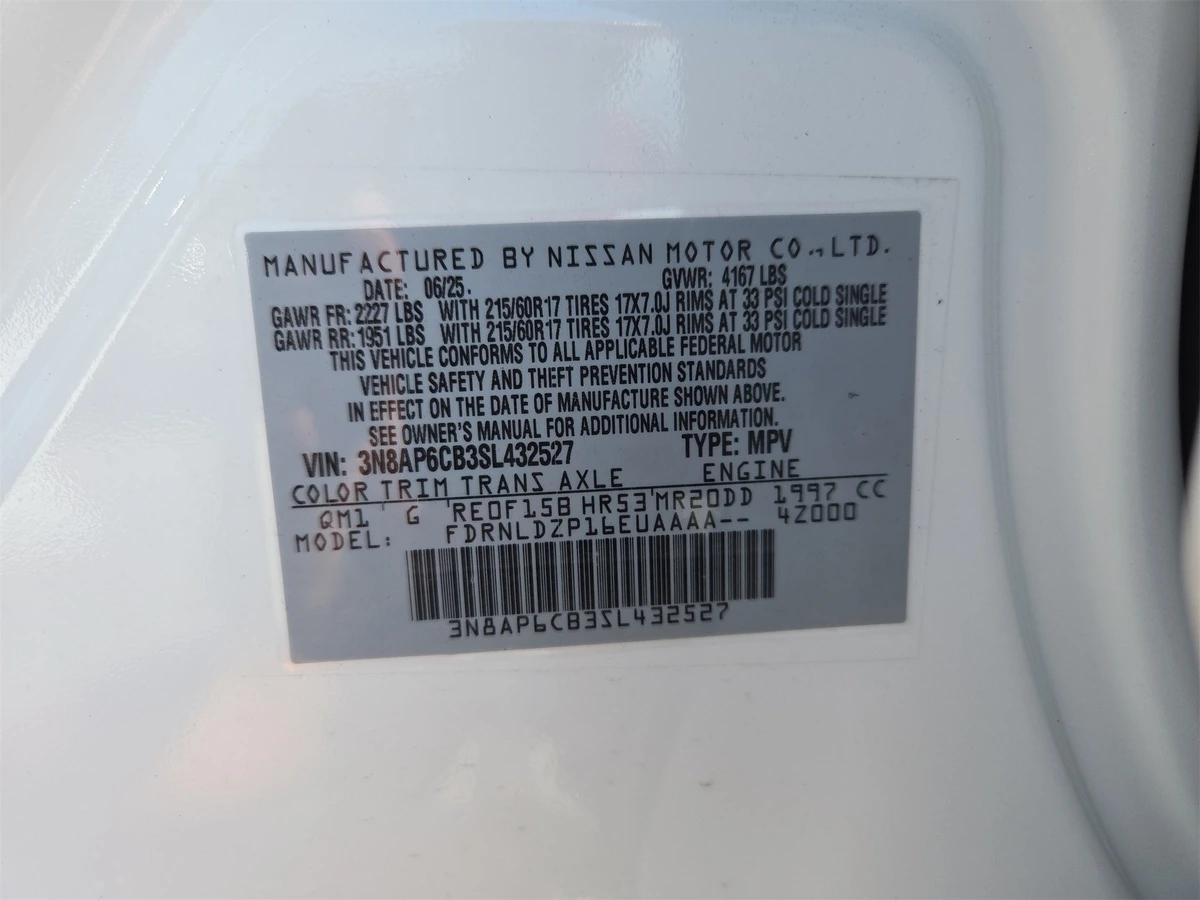 MANUFACTURED BY NISSAN MOTOR CO.,LTD.
DATE: 06/25. GVWR: 4167 LBS
GAWR FR: 2227 LBS WITH 215/60R17 TIRES 17X7.0J RIMS AT 33 PSI COLD SINGLE
GAWR RR: 1951 LBS WITH 215/60R17 TIRES 17X7.0J RIMS AT 33 PSI COLD SINGLE
THIS VEHICLE CONFORMS TO ALL APPLICABLE FEDERAL MOTOR
VEHICLE SAFETY AND THEFT PREVENTION STANDARDS
IN EFFECT ON THE DATE OF MANUFACTURE SHOWN ABOVE.
SEE OWNER'S MANUAL FOR ADDITIONAL INFORMATION.
VIN: 3N8AP6CB3SL432527 TYPE: MPV
COLOR TRIM TRANS AXLE ENGINE
QM1 G RE0F15B HR53 MR20DD 1997 CC
MODEL: FDRNLDZP16EUAAAA-- 4Z000
3N8AP6CB3SL432527